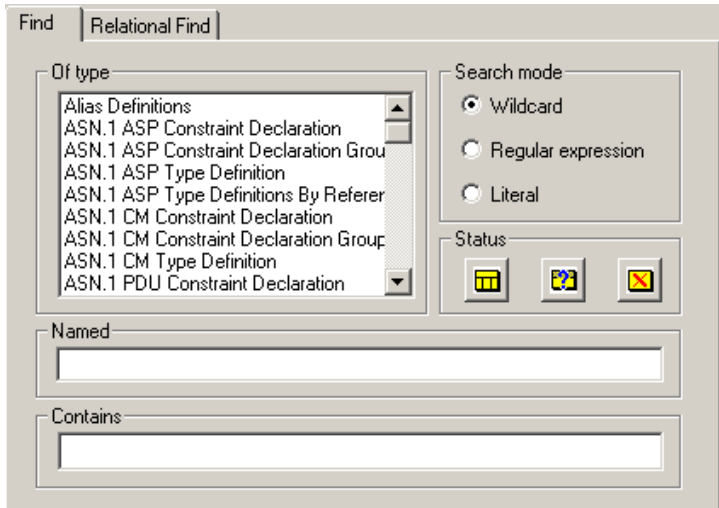 Find
Relational Find
Of type
Alias Definitions
ASN.1 ASP Constraint Declaration
ASN.1 ASP Constraint Declaration Grou
ASN.1 ASP Type Definition
ASN.1 ASP Type Definitions By Referer
ASN.1 CM Constraint Declaration
ASN.1 CM Constraint Declaration Group
ASN.1 CM Type Definition
ASN.1 PDU Constraint Declaration
Search mode
Wildcard
Regular expression
Literal
Status
Named
Contains